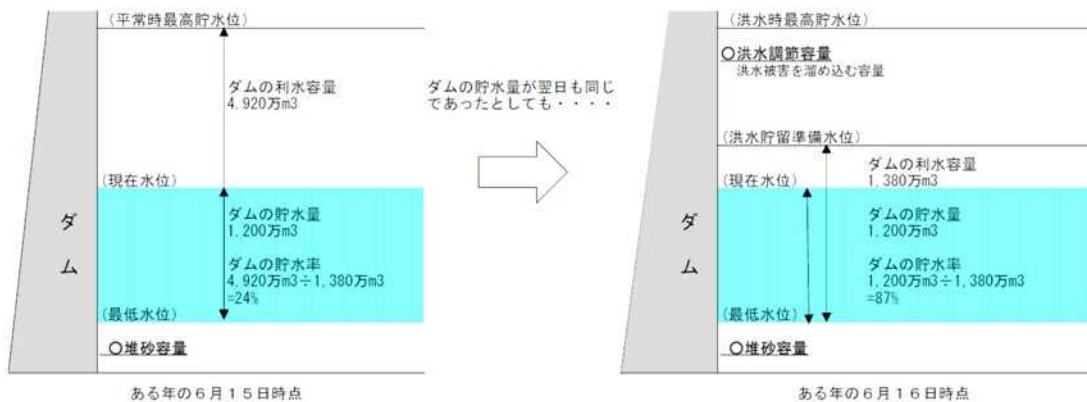 (平常時最高貯水位)
ダムの利水容量
4,920万m3
(現在水位)
ダムの貯水量
1,200万m3
ダムの貯水率
4,920万m3÷1,380万m3
=24%
(最低水位)
○堆砂容量
ダム
ある年の6月15日時点
ダムの貯水量が翌日も同じ
であったとしても・・・・
(洪水時最高貯水位)
○洪水調節容量
洪水被害を溜め込む容量
(洪水貯留準備水位)
ダムの利水容量
1,380万m3
(現在水位)
ダムの貯水量
1,200万m3
ダムの貯水率
1,200万m3÷1,380万m3
=87%
(最低水位)
○堆砂容量
ダム
ある年の6月16日時点